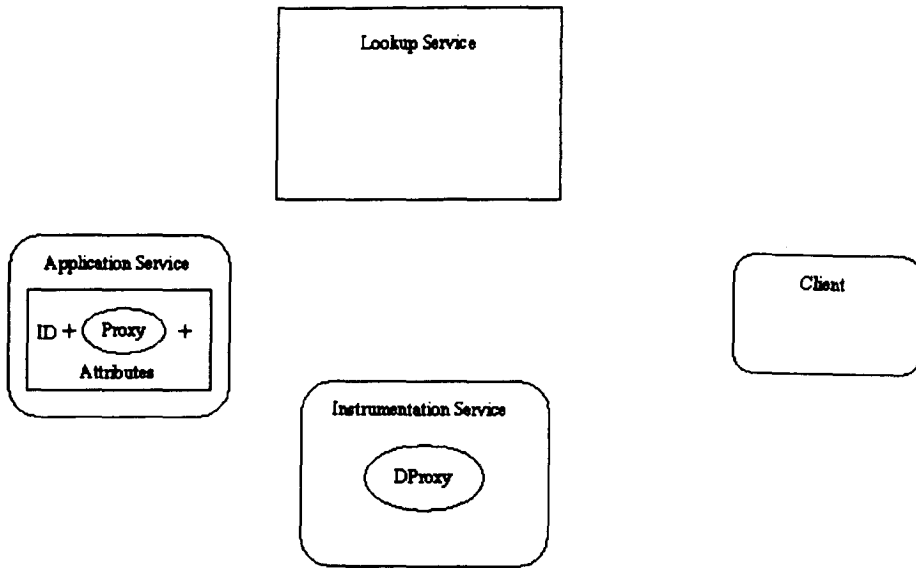 Lookup Service
Application Service
ID + Proxy +
Attributes
Client
Instrumentation Service
DProxy